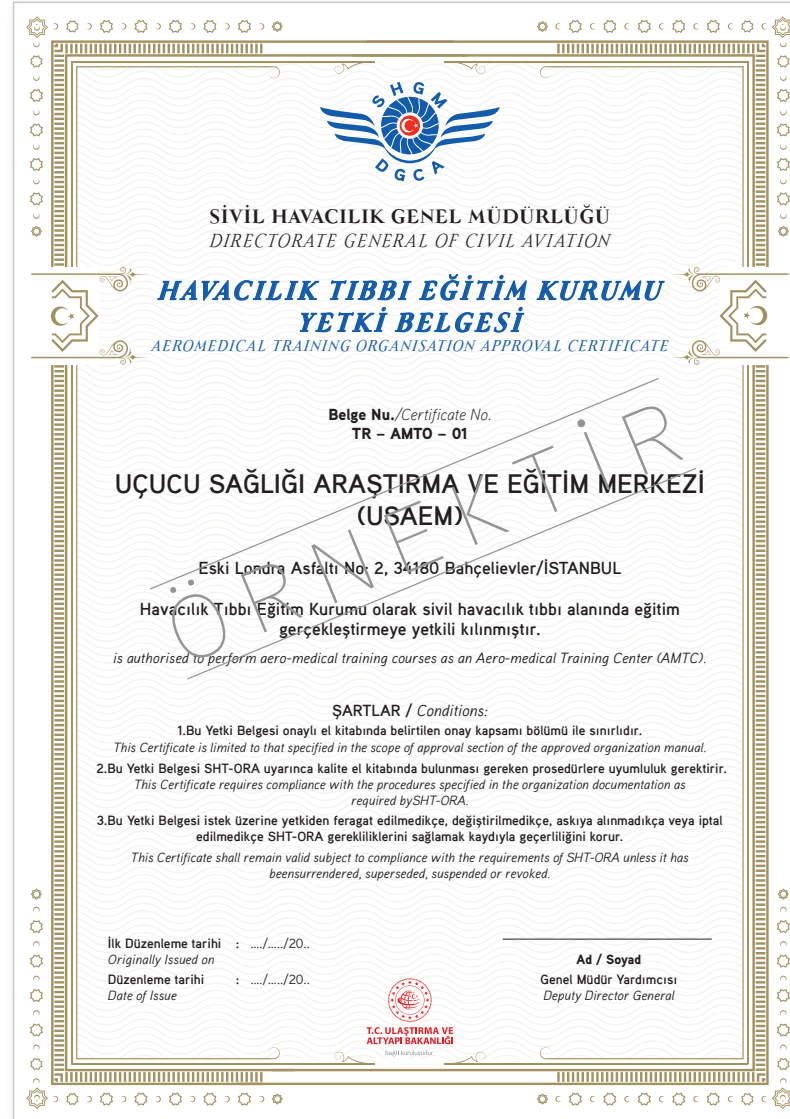 SHGM
DGCA
SİVİL HAVACILIK GENEL MÜDÜRLÜĞÜ
DIRECTORATE GENERAL OF CIVIL AVIATION
HAVACILIK TIBBI EĞİTİM KURUMU
YETKİ BELGESİ
AEROMEDICAL TRAINING ORGANISATION APPROVAL CERTIFICATE
Belge Nu./Certificate No.
TR – AMTO – 01
UÇUCU SAĞLIĞI ARAŞTIRMA VE EĞİTİM MERKEZİ
(USAEM)
ÖRNEKTİR
Eski Londra Asfaltı No: 2, 34180 Bahçelievler/İSTANBUL
Havacılık Tıbbı Eğitim Kurumu olarak sivil havacılık tıbbı alanında eğitim
gerçekleştirmeye yetkili kılınmıştır.
is authorised to perform aero-medical training courses as an Aero-medical Training Center (AMTC).
ŞARTLAR / Conditions:
1.Bu Yetki Belgesi onaylı el kitabında belirtilen onay kapsamı bölümü ile sınırlıdır.
This Certificate is limited to that specified in the scope of approval section of the approved organization manual.
2.Bu Yetki Belgesi SHT-ORA uyarınca kalite el kitabında bulunması gereken prosedürlere uyumluluk gerektirir.
This Certificate requires compliance with the procedures specified in the organization documentation as
required bySHT-ORA.
3.Bu Yetki Belgesi istek üzerine yetkiden feragat edilmedikçe, değiştirilmedikçe, askıya alınmadıkça veya iptal
edilmedikçe SHT-ORA gerekliliklerini sağlamak kaydıyla geçerliliğini korur.
This Certificate shall remain valid subject to compliance with the requirements of SHT-ORA unless it has
beensurrendered, superseded, suspended or revoked.
İlk Düzenleme tarihi : ..../...../20..
Originally Issued on
Düzenleme tarihi : ..../...../20..
Date of Issue
Ad / Soyad
Genel Müdür Yardımcısı
Deputy Director General
T.C. ULAŞTIRMA VE
ALTYAPI BAKANLIĞI
bağlı kuruluşudur